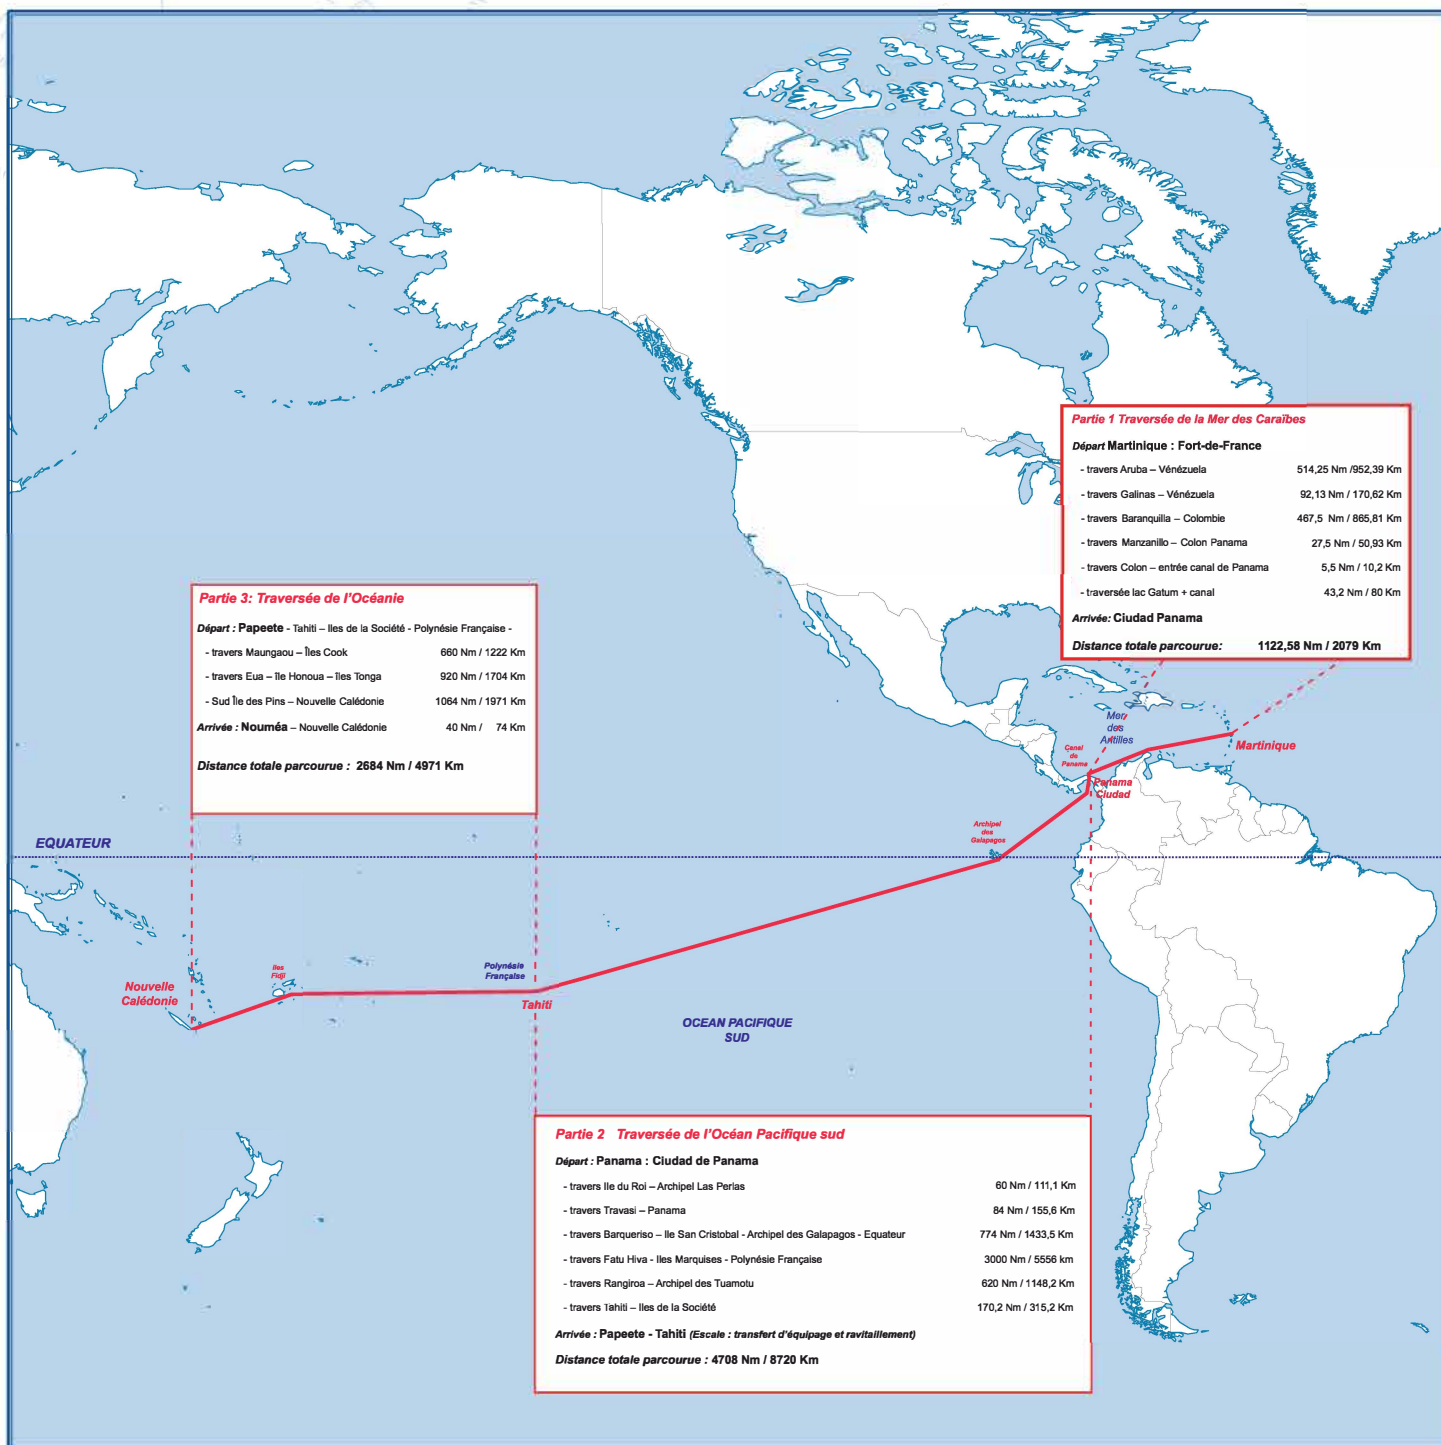 Partie 1 Traversée de la Mer des Caraïbes
Départ Martinique : Fort-de-France
- travers Aruba – Vénézuela 514,25 Nm /952,39 Km
- travers Galinas – Vénézuela 92,13 Nm / 170,62 Km
- travers Baranquilla – Colombie 467,5 Nm / 865,81 Km
- travers Manzanillo – Colon Panama 27,5 Nm / 50,93 Km
- travers Colon – entrée canal de Panama 5,5 Nm / 10,2 Km
- traversée lac Gatum + canal 43,2 Nm / 80 Km
Arrivée: Ciudad Panama
Distance totale parcourue: 1122,58 Nm / 2079 Km
Partie 3: Traversée de l'Océanie
Départ : Papeete - Tahiti – Iles de la Société - Polynésie Française -
- travers Maungaou – Îles Cook 660 Nm / 1222 Km
- travers Eua – île Honoua – îles Tonga 920 Nm / 1704 Km
- Sud Île des Pins – Nouvelle Calédonie 1064 Nm / 1971 Km
Arrivée : Nouméa – Nouvelle Calédonie 40 Nm / 74 Km
Distance totale parcourue : 2684 Nm / 4971 Km
Mer
des
Antilles
Martinique
Canal
de
Panama
Panama
Ciudad
Archipel
des
Galapagos
EQUATEUR
Iles
Fidji
Polynésie
Française
Nouvelle
Calédonie
Tahiti
OCEAN PACIFIQUE
SUD
Partie 2 Traversée de l'Océan Pacifique sud
Départ : Panama : Ciudad de Panama
- travers Ile du Roi – Archipel Las Perlas 60 Nm / 111,1 Km
- travers Travasi – Panama 84 Nm / 155,6 Km
- travers Barqueriso – Ile San Cristobal - Archipel des Galapagos - Equateur 774 Nm / 1433,5 Km
- travers Fatu Hiva - Iles Marquises - Polynésie Française 3000 Nm / 5556 km
- travers Rangiroa – Archipel des Tuamotu 620 Nm / 1148,2 Km
- travers Tahiti – Iles de la Société 170,2 Nm / 315,2 Km
Arrivée : Papeete - Tahiti (Escale : transfert d'équipage et ravitaillement)
Distance totale parcourue : 4708 Nm / 8720 Km